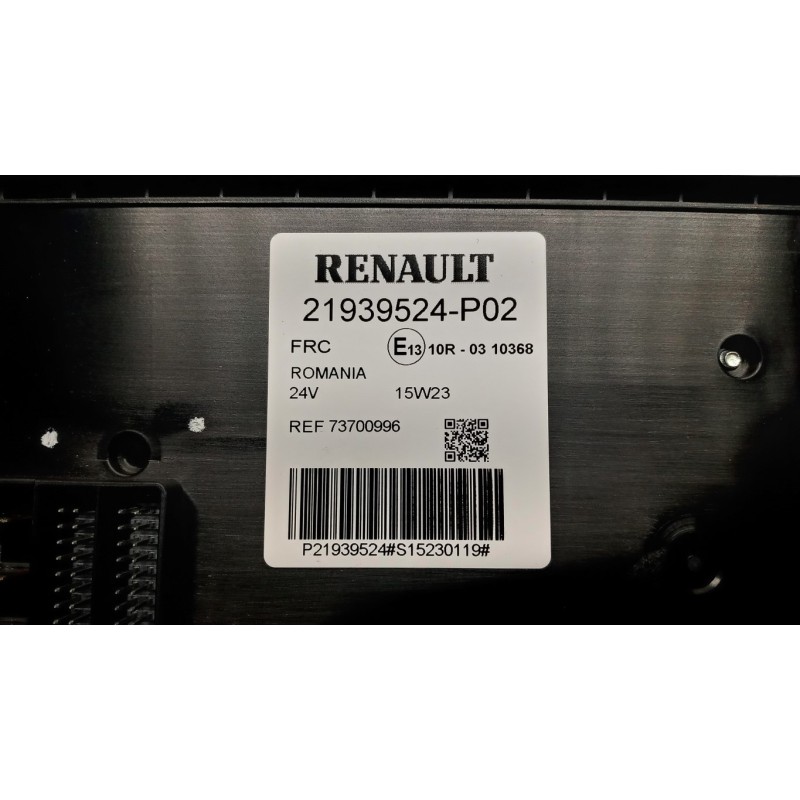 RENAULT
21939524-P02
FRC E13 10R - 03 10368
ROMANIA
24V 15W23
REF 73700996
P21939524#S15230119#